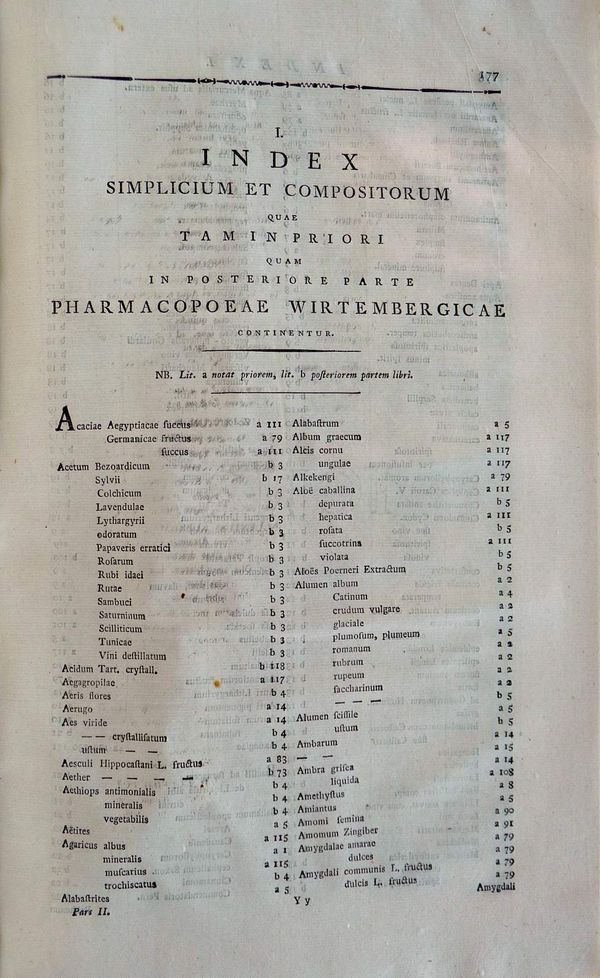 177
I.
INDEX
SIMPLICIUM ET COMPOSITORUM
QUAE
TAM IN PRIORI
QUAM
IN POSTERIORE PARTE
PHARMACOPOEAE WIRTEMBERGICAE
CONTINENTUR.
NB. Lit. a notat priorem, lit. b poſteriorem partem libri.
Acaciae Aegyptiacae ſuccus a 111
Germanicae fructus a 79
ſuccus a 111
Acetum Bezoardicum b 3
Sylvii b 17
Colchicum b 3
Lavendulae b 3
Lythargyrii b 3
odoratum b 3
Papaveris erratici b 3
Roſarum b 3
Rubi idaei b 3
Rutae b 3
Sambuci b 3
Saturninum b 3
Scilliticum b 3
Tunicae b 3
Vini deſtillatum b 3
Acidum Tart. cryſtall. b 118
Aegagropilae a 117
Aeris flores b 4
Aerugo a 14
Aes viride a 14
— — cryſtalliſatum b 4
uſtum — — b 4
Aesculi Hippocaſtani L. fructus a 83
Aether — — — — b 73
Aethiops antimonialis b 4
mineralis b 4
vegetabilis b 4
Aëtites a 5
Agaricus albus a 115
mineralis a 1
muſcarius a 115
trochiscatus b 4
Alabaſtrites a 5
Pars II.
Alabaſtrum a 5
Album graecum a 117
Alcis cornu a 117
ungulae a 117
Alkekengi a 79
Aloë caballina a 111
depurata b 5
hepatica a 111
roſata b 5
ſuccotrina a 111
violata b 5
Aloës Poerneri Extractum b 5
Alumen album a 2
Catinum a 4
crudum vulgare a 2
glaciale a 2
plumoſum, plumeum a 5
romanum a 2
rubrum a 2
rupeum a 2
ſaccharinum a 2
— — — b 5
Alumen ſciſſile a 5
uſtum b 5
Ambarum a 14
— — a 15
Ambra griſea a 14
liquida a 108
Amethyſtus a 8
Amiantus a 5
Amomi ſemina a 90
Amomum Zingiber a 91
Amygdalae amarae a 79
dulces a 79
Amygdali communis L. fructus a 79
dulcis L. fructus a 79
Y y
Amygdali